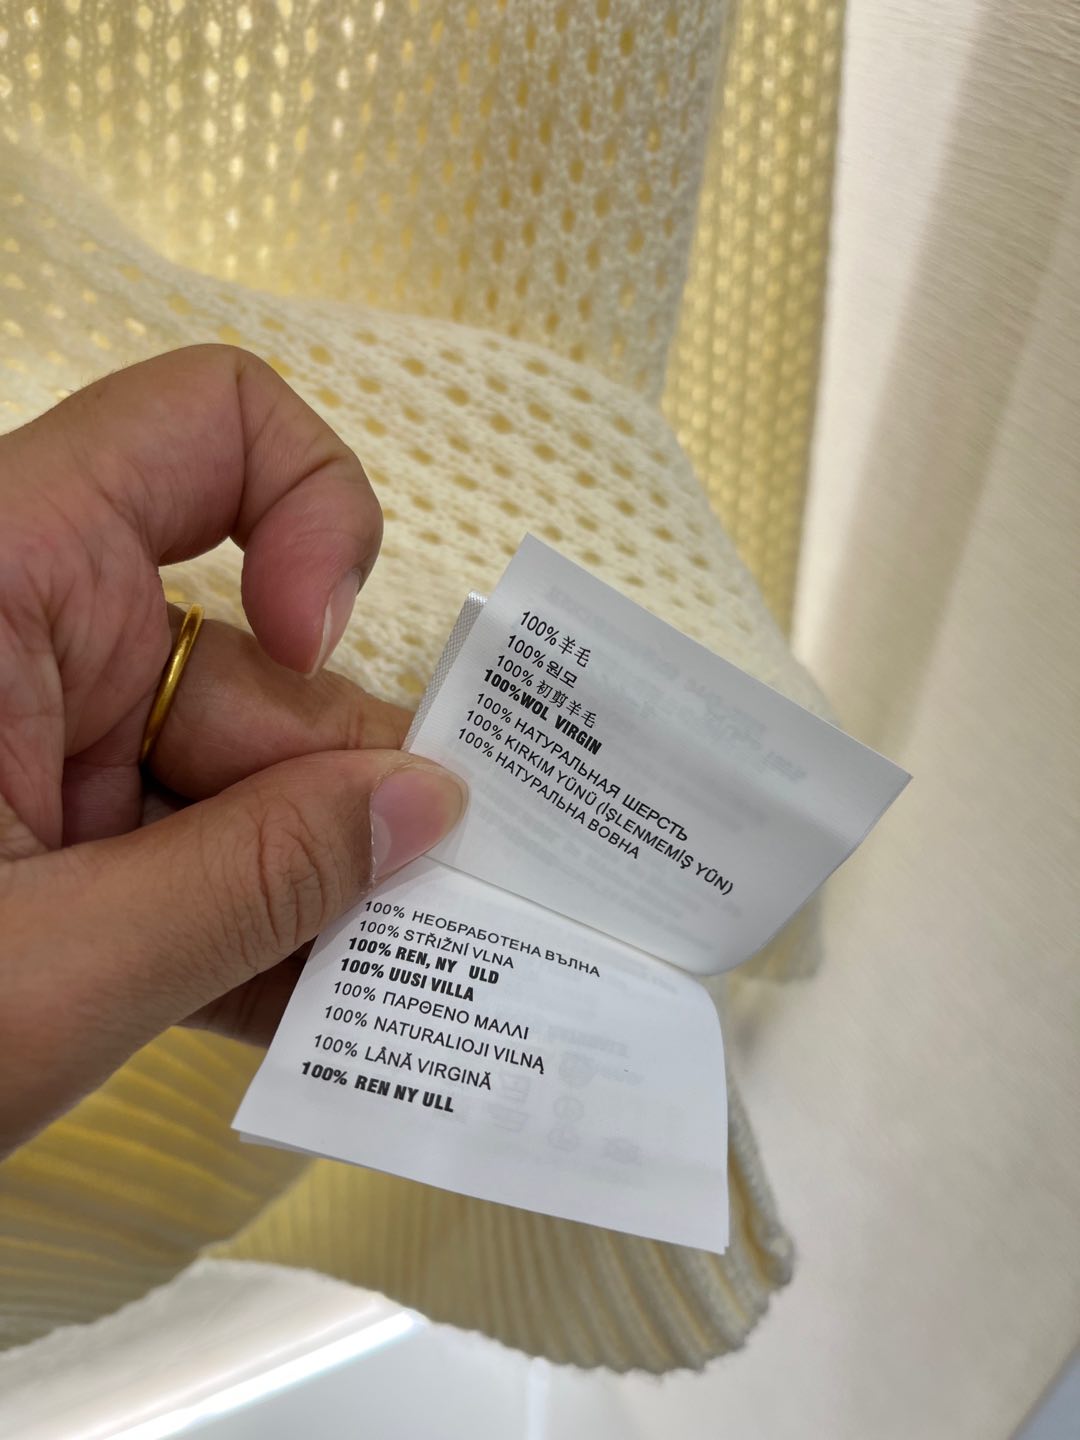 100%羊毛
100%원모
100%初剪羊毛
100%WOL VIRGIN
100% НАТУРАЛЬНАЯ ШЕРСТЬ
100% KIRKIM YÜNÜ (İŞLENMEMİŞ YÜN)
100% НАТУРАЛЬНА ВОВНА
100% НЕОБРАБОТЕНА ВЪЛНА
100% STŘIŽNÍ VLNA
100% REN, NY ULD
100% UUSI VILLA
100% ΠΑΡΘΕΝΟ ΜΑΛΛΙ
100% NATURALIOJI VILNĄ
100% LÂNĂ VIRGINĂ
100% REN NY ULL